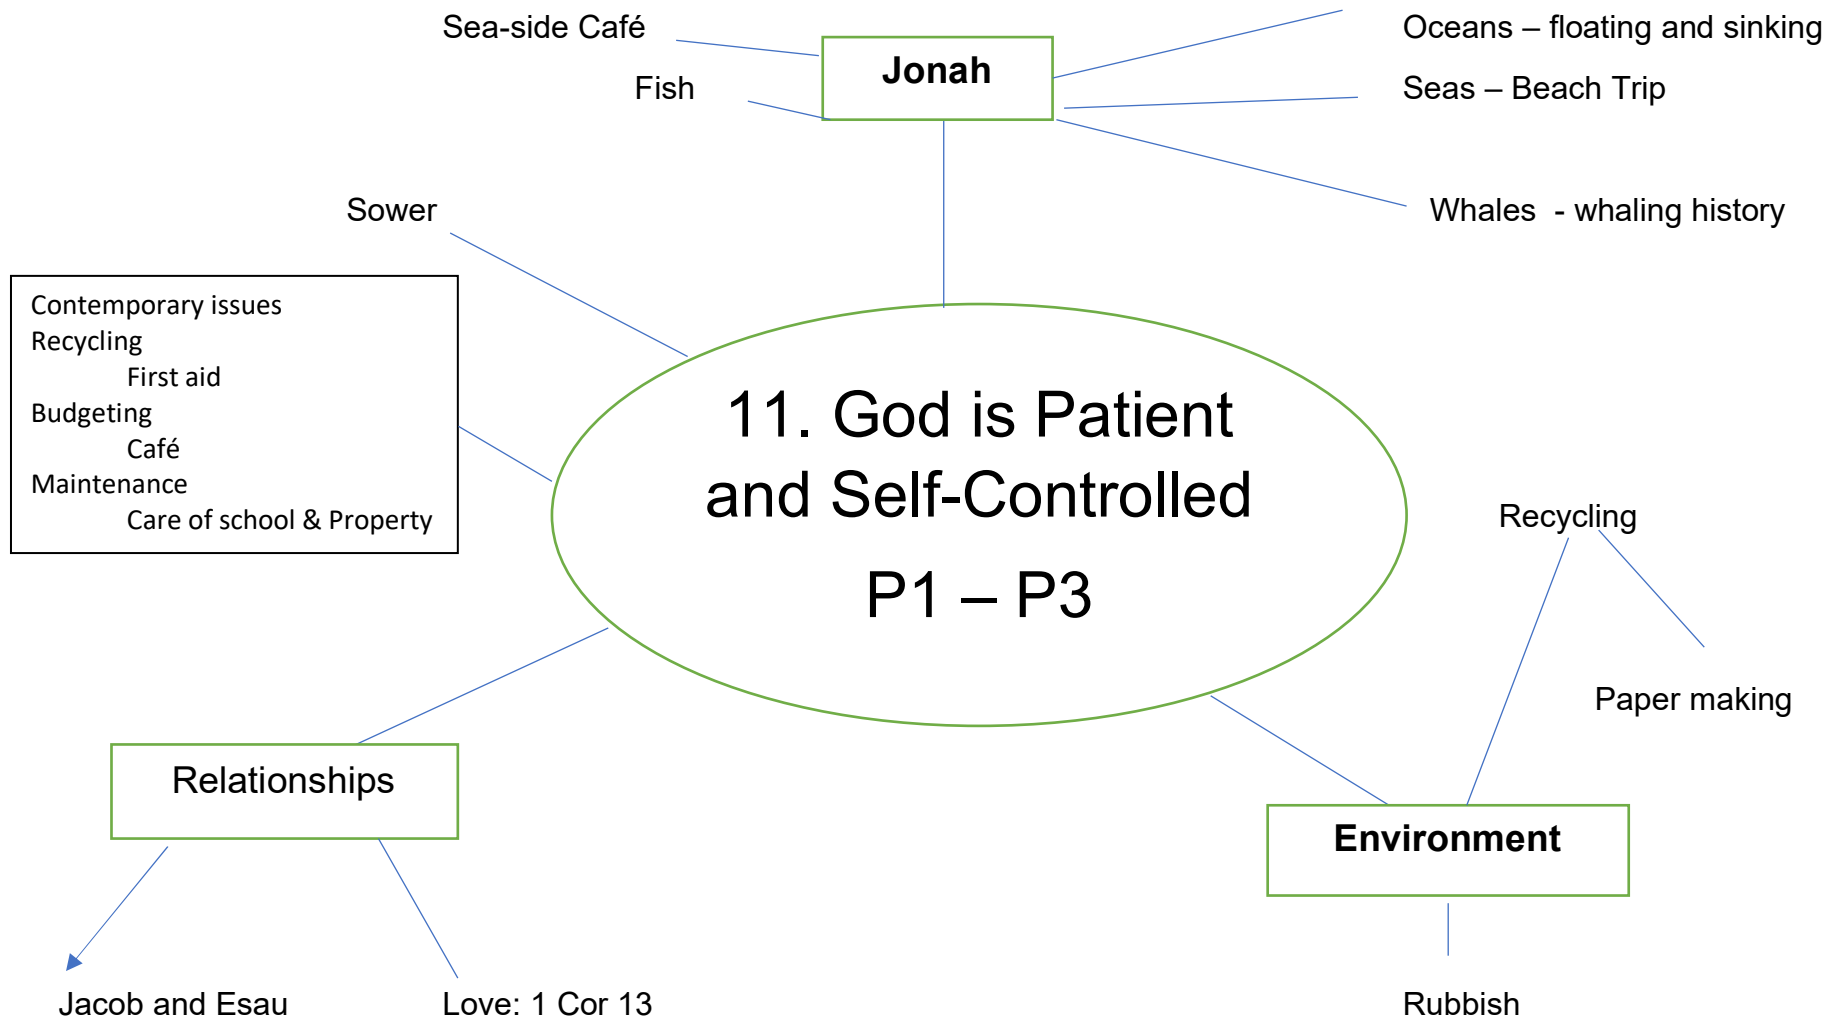 Sea-side Café
Jonah
Oceans – floating and sinking
Fish
Seas – Beach Trip
Sower
Whales - whaling history
Contemporary issues
Recycling
First aid
Budgeting
Café
Maintenance
Care of school & Property
11. God is Patient
and Self-Controlled
P1 – P3
Recycling
Paper making
Relationships
Environment
Jacob and Esau
Love: 1 Cor 13
Rubbish